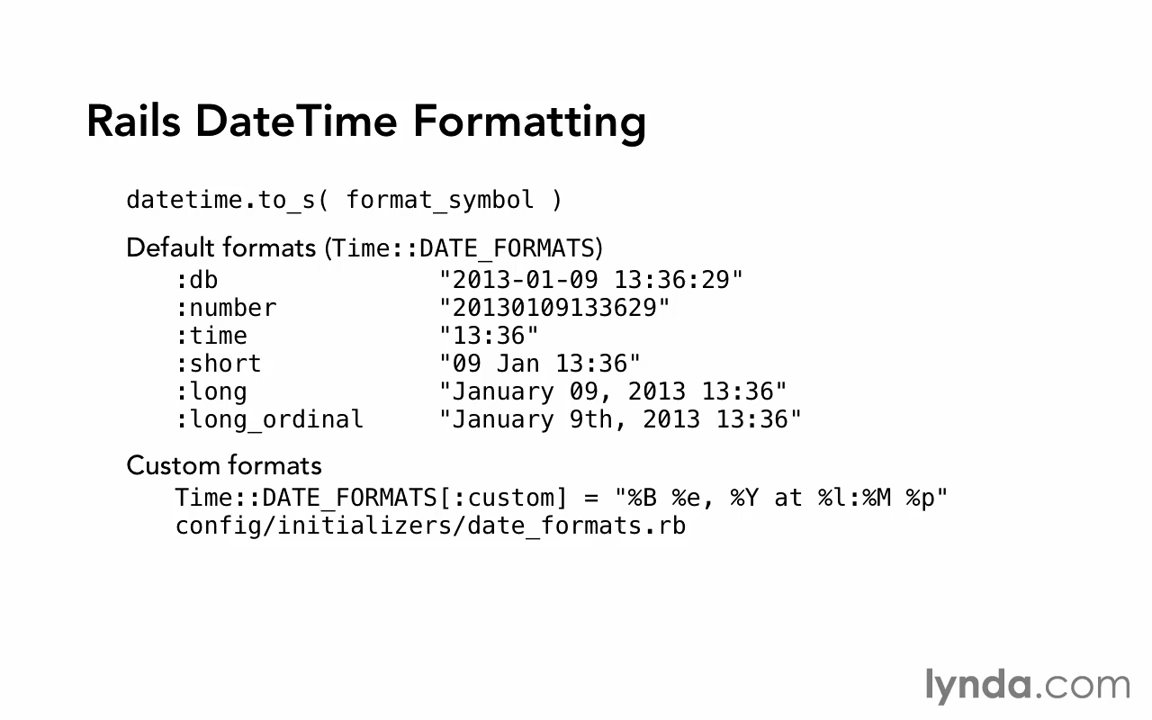 Rails DateTime Formatting
datetime.to_s( format_symbol )
Default formats (Time::DATE_FORMATS)
:db "2013-01-09 13:36:29"
:number "20130109133629"
:time "13:36"
:short "09 Jan 13:36"
:long "January 09, 2013 13:36"
:long_ordinal "January 9th, 2013 13:36"
Custom formats
Time::DATE_FORMATS[:custom] = "%B %e, %Y at %l:%M %p"
config/initializers/date_formats.rb
lynda.com